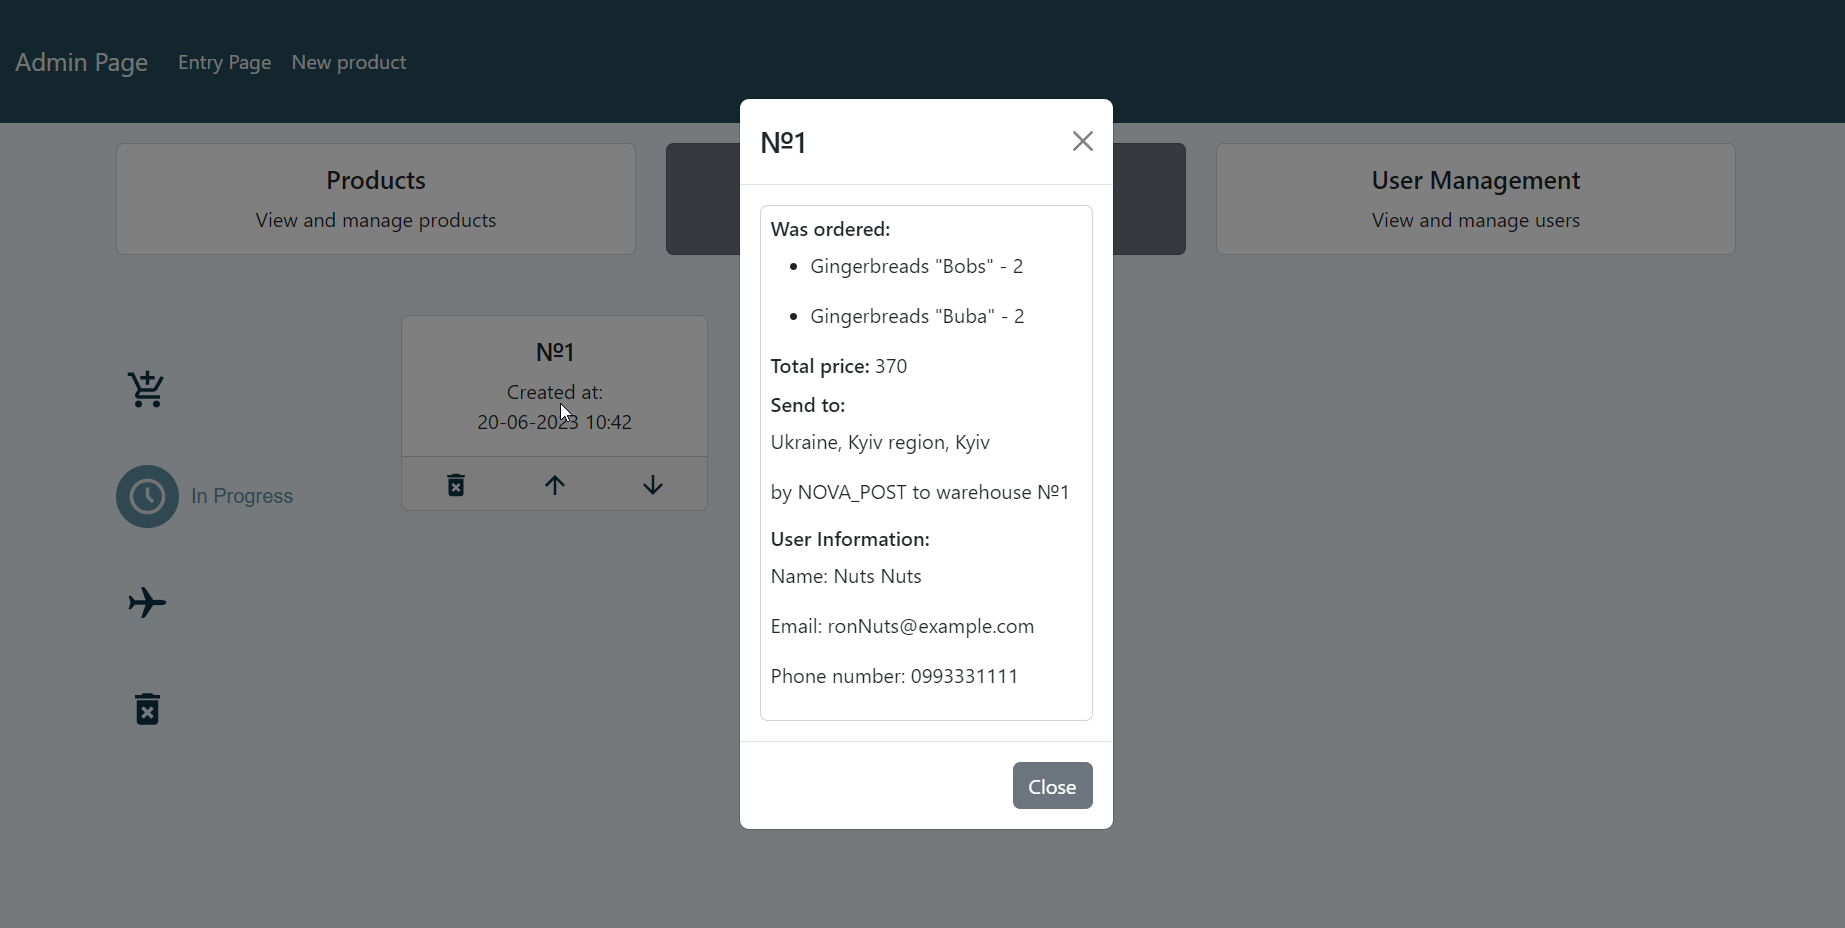 Admin Page
Entry Page
New product
Products
View and manage products
User Management
View and manage users
In Progress
№1
Created at:
20-06-2023 10:42
№1
Was ordered:
Gingerbreads "Bobs" - 2
Gingerbreads "Buba" - 2
Total price: 370
Send to:
Ukraine, Kyiv region, Kyiv
by NOVA_POST to warehouse №1
User Information:
Name: Nuts Nuts
Email: ronNuts@example.com
Phone number: 0993331111
Close